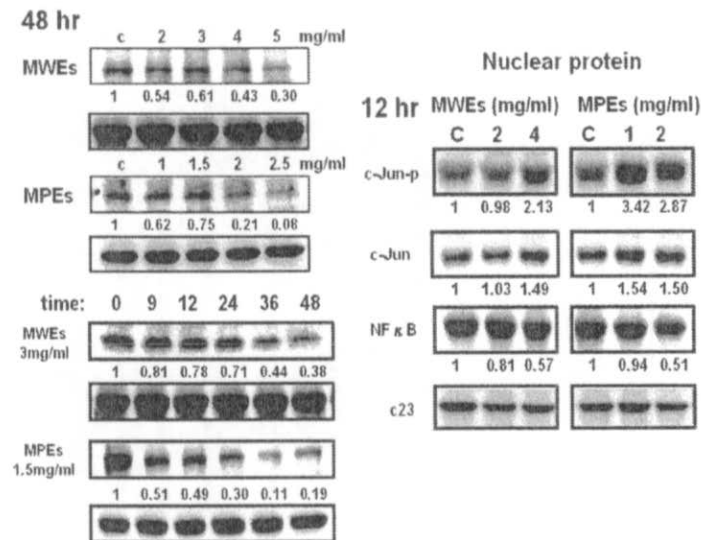 48 hr
c 2 3 4 5 mg/ml
MWEs
1 0.54 0.61 0.43 0.30
c 1 1.5 2 2.5 mg/ml
MPEs
1 0.62 0.75 0.21 0.08
time: 0 9 12 24 36 48
MWEs
3mg/ml
1 0.81 0.78 0.71 0.44 0.38
MPEs
1.5mg/ml
1 0.51 0.49 0.30 0.11 0.19
Nuclear protein
12 hr MWEs (mg/ml) MPEs (mg/ml)
C 2 4 C 1 2
c-Jun-p
1 0.98 2.13 1 3.42 2.87
c-Jun
1 1.03 1.49 1 1.54 1.50
NF κ B
1 0.81 0.57 1 0.94 0.51
c23